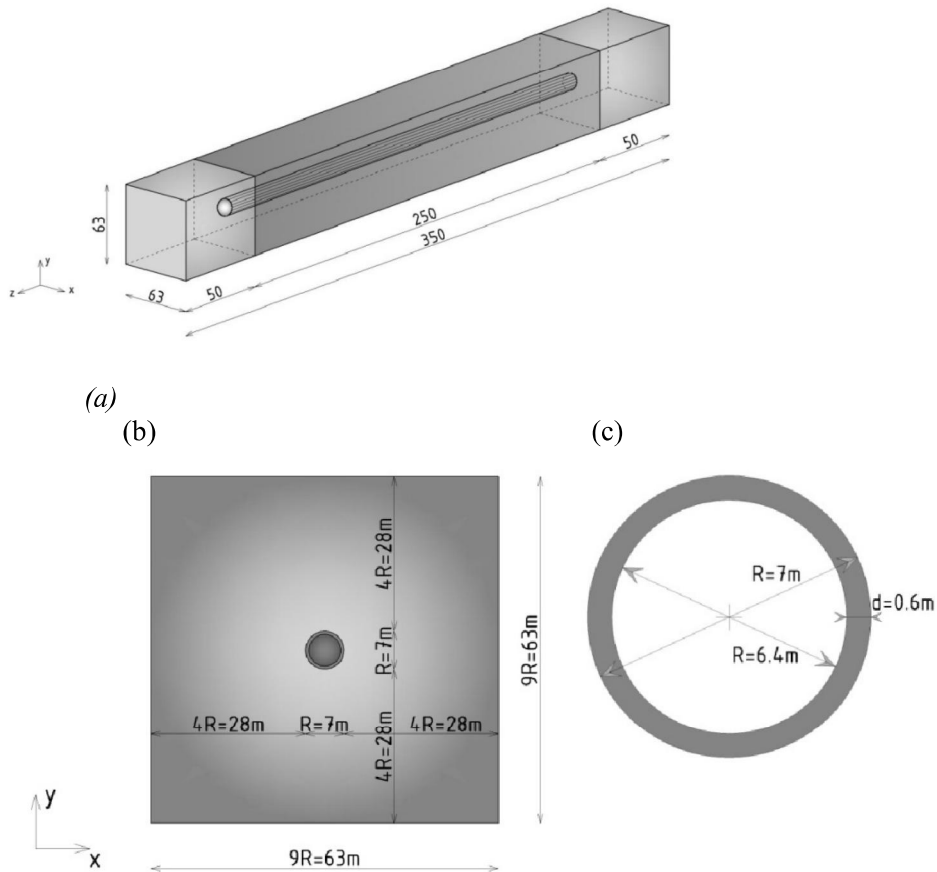 63
50
250
350
50
63
y
z
x
(a)
(b)
(c)
4R=28m
R=7m
4R=28m
4R=28m
R=7m
4R=28m
9R=63m
9R=63m
y
x
R=7m
d=0.6m
R=6.4m